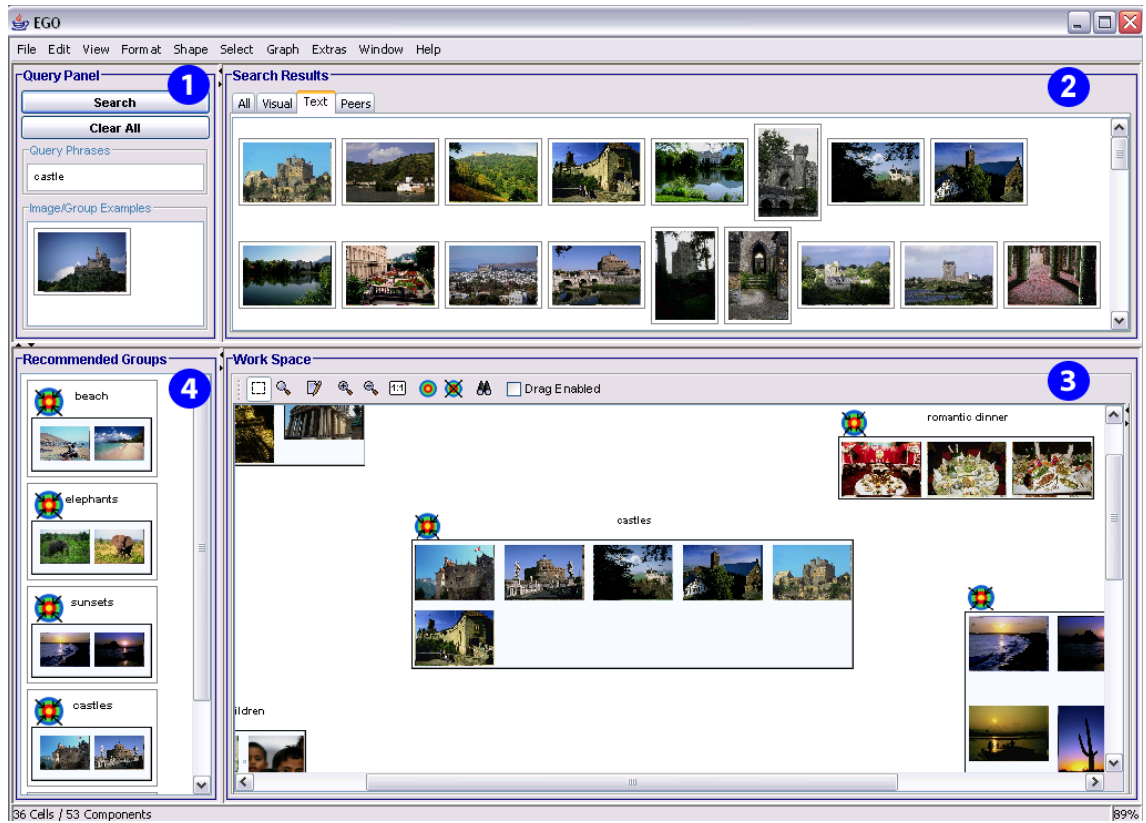 EGO
File Edit View Format Shape Select Graph Extras Window Help
Query Panel
1
Search
Clear All
Query Phrases
castle
Image/Group Examples
Search Results
2
All Visual Text Peers
Recommended Groups
4
beach
elephants
sunsets
castles
Work Space
3
1:1
Drag Enabled
romantic dinner
castles
ildren
36 Cells / 53 Components
89%